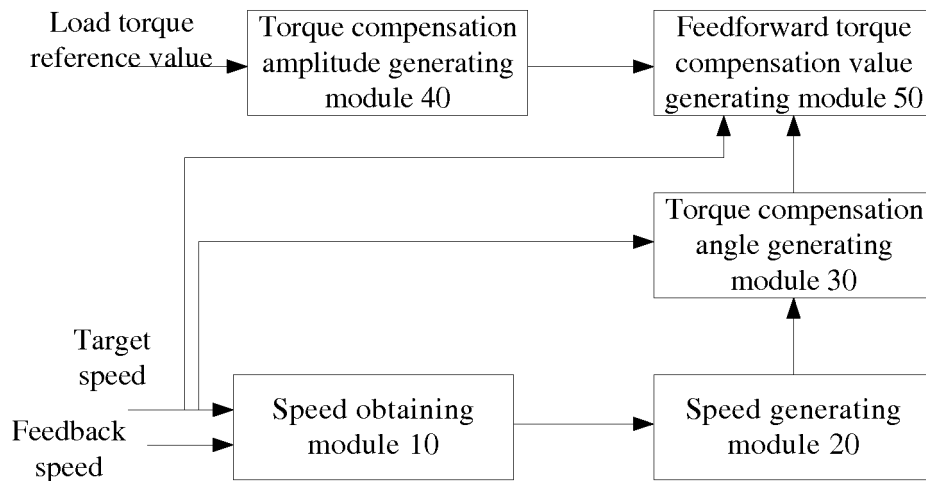 Load torque
reference value
Torque compensation
amplitude generating
module 40
Feedforward torque
compensation value
generating module 50
Torque compensation
angle generating
module 30
Target
speed
Feedback
speed
Speed obtaining
module 10
Speed generating
module 20